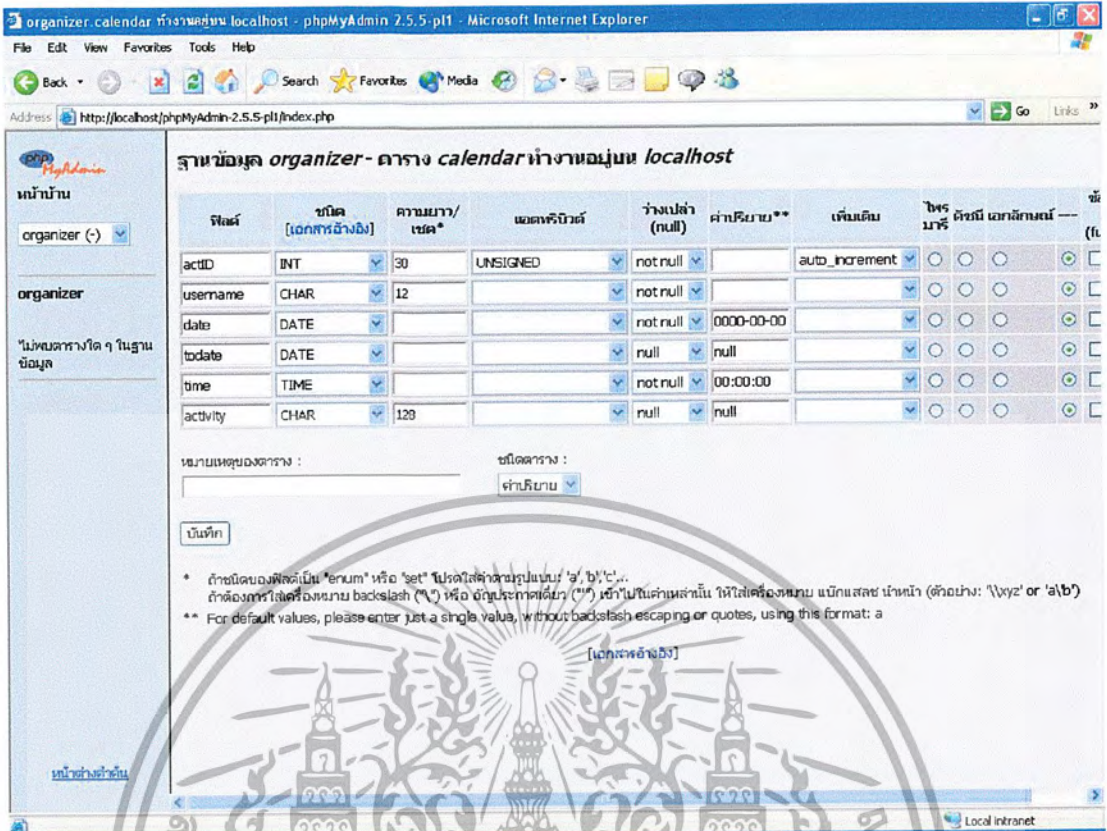 organizer.calendar ทำงานอยู่บน localhost - phpMyAdmin 2.5.5-pl1 - Microsoft Internet Explorer
File Edit View Favorites Tools Help
Back Search Favorites Media
Address http://localhost/phpMyAdmin-2.5.5-pl1/index.php Go Links »
php MyAdmin
หน้าบ้าน
organizer (-)
organizer
ไม่พบตารางใด ๆ ในฐาน
ข้อมูล
หน้าต่างคำค้น
ฐานข้อมูล organizer - ตาราง calendar ทำงานอยู่บน localhost
ฟิลด์ ชนิด [เอกสารอ้างอิง] ความยาว/เซต* แอตทริบิวต์ ว่างเปล่า (null) ค่าปริยาย** เพิ่มเติม ไพรมารี ดัชนี เอกลักษณ์ ---
actID INT 30 UNSIGNED not null auto_increment
username CHAR 12 not null
date DATE not null 0000-00-00
todate DATE null null
time TIME not null 00:00:00
activity CHAR 128 null null
หมายเหตุของตาราง : ชนิดตาราง :
ค่าปริยาย
บันทึก
* ถ้าชนิดของฟิลด์เป็น "enum" หรือ "set" โปรดใส่ค่าตามรูปแบบ: 'a','b','c'...
ถ้าต้องการใส่เครื่องหมาย backslash ("\") หรือ อัญประกาศเดี่ยว ("'") เข้าไปในค่าเหล่านั้น ให้ใส่เครื่องหมาย แบ็กแสลช นำหน้า (ตัวอย่าง: '\\xyz' or 'a\'b')
** For default values, please enter just a single value, without backslash escaping or quotes, using this format: a
[เอกสารอ้างอิง]
Local intranet